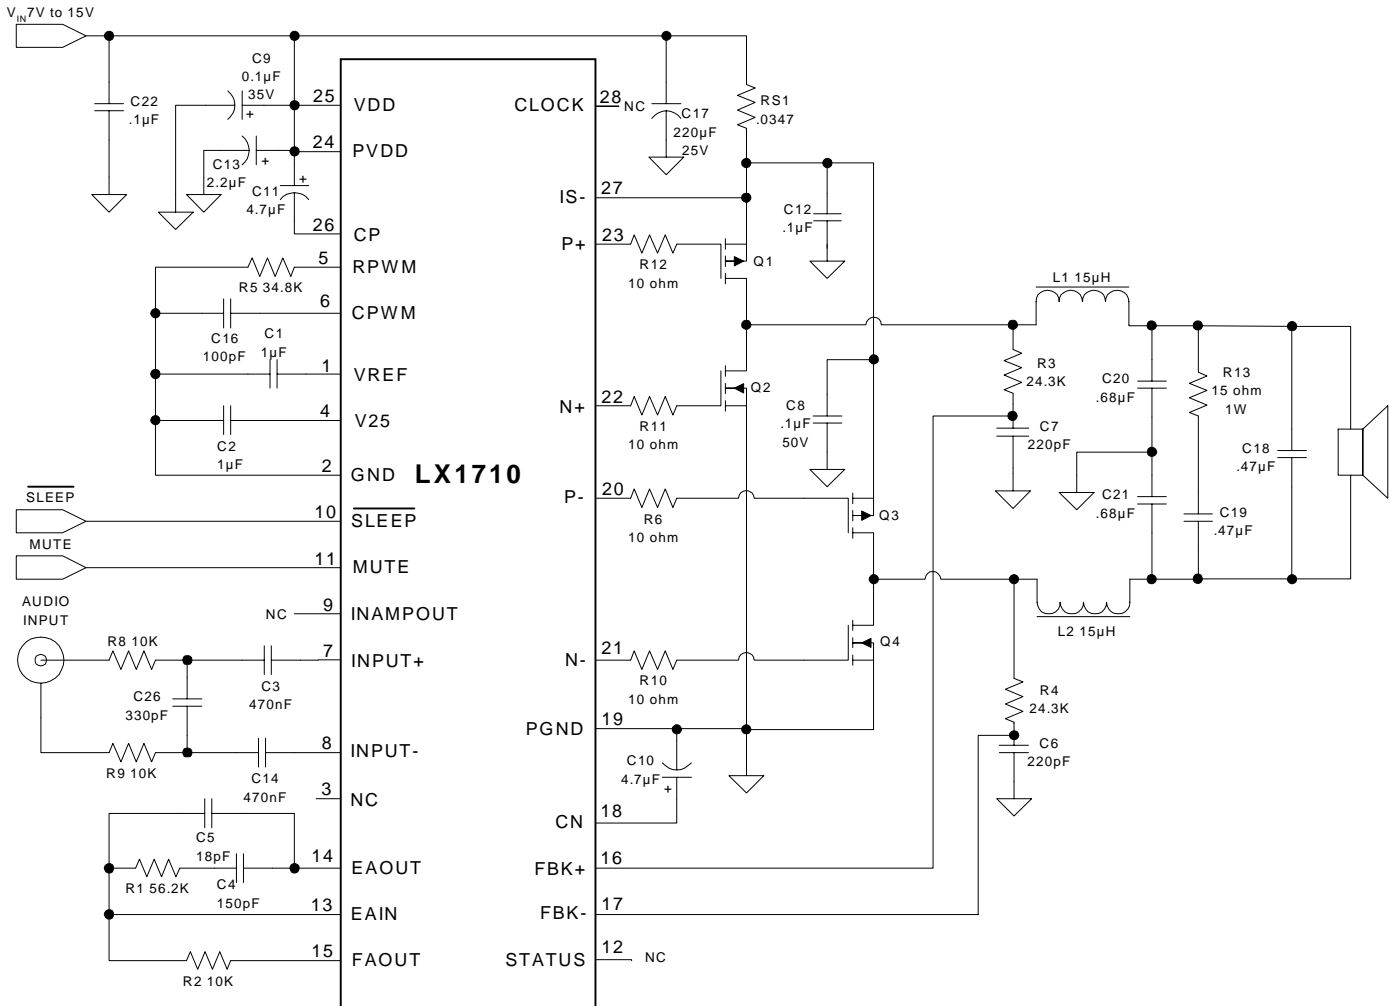 VIN 7V to 15V
C22
.1µF
C9
0.1µF
35V
+
C13
2.2µF
+
C11
4.7µF
+
25
VDD
24
PVDD
26
CP
5
RPWM
R5 34.8K
6
CPWM
C16
100pF
C1
1µF
1
VREF
4
V25
C2
1µF
2
GND
LX1710
SLEEP
10
SLEEP
MUTE
11
MUTE
AUDIO
INPUT
NC
9
INAMPOUT
R8 10K
7
INPUT+
C3
470nF
C26
330pF
8
INPUT-
R9 10K
C14
470nF
3
NC
C5
18pF
14
EAOUT
R1 56.2K
C4
150pF
13
EAIN
15
FAOUT
R2 10K
CLOCK
28
NC
C17
220µF
25V
RS1
.0347
IS-
27
C12
.1µF
P+
23
R12
10 ohm
Q1
N+
22
R11
10 ohm
Q2
C8
.1µF
50V
P-
20
R6
10 ohm
Q3
N-
21
R10
10 ohm
Q4
PGND
19
C10
4.7µF
+
CN
18
FBK+
16
FBK-
17
STATUS
12
NC
L1 15µH
R3
24.3K
C7
220pF
C20
.68µF
R13
15 ohm
1W
C18
.47µF
C21
.68µF
C19
.47µF
L2 15µH
R4
24.3K
C6
220pF